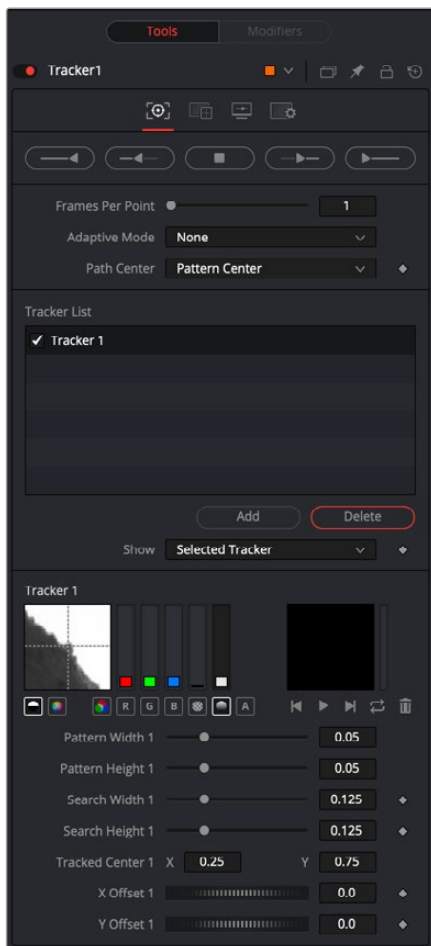 Tools Modifiers
Tracker1
Frames Per Point 1
Adaptive Mode None
Path Center Pattern Center
Tracker List
Tracker 1
Add Delete
Show Selected Tracker
Tracker 1
R G B A
Pattern Width 1 0.05
Pattern Height 1 0.05
Search Width 1 0.125
Search Height 1 0.125
Tracked Center 1 X 0.25 Y 0.75
X Offset 1 0.0
Y Offset 1 0.0